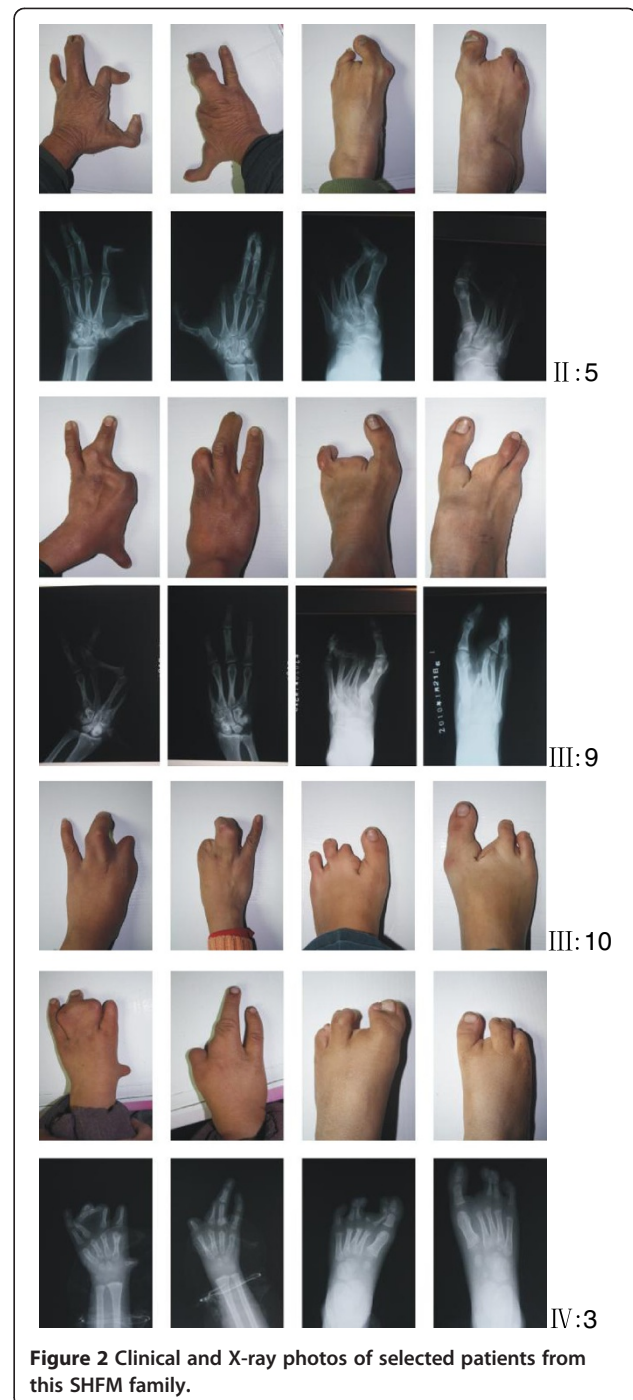 II:5
III:9
III:10
IV:3
Figure 2 Clinical and X-ray photos of selected patients from
this SHFM family.